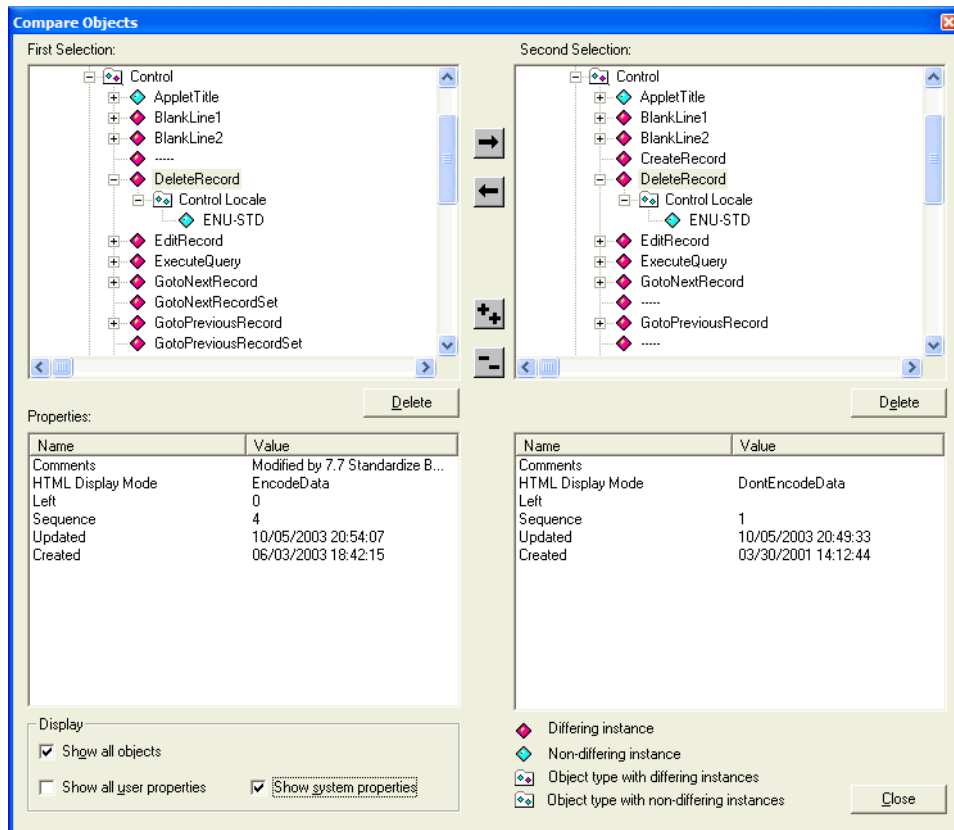 Compare Objects
First Selection:
Second Selection:
Control
AppletTitle
BlankLine1
BlankLine2
-----
DeleteRecord
Control Locale
ENU-STD
EditRecord
ExecuteQuery
GotoNextRecord
GotoNextRecordSet
GotoPreviousRecord
GotoPreviousRecordSet
Control
AppletTitle
BlankLine1
BlankLine2
CreateRecord
DeleteRecord
Control Locale
ENU-STD
EditRecord
ExecuteQuery
GotoNextRecord
-----
GotoPreviousRecord
-----
Delete
Delete
Properties:
Name Value
Comments Modified by 7.7 Standardize B...
HTML Display Mode EncodeData
Left 0
Sequence 4
Updated 10/05/2003 20:54:07
Created 06/03/2003 18:42:15
Name Value
Comments
HTML Display Mode DontEncodeData
Left
Sequence 1
Updated 10/05/2003 20:49:33
Created 03/30/2001 14:12:44
Display
Show all objects
Show all user properties
Show system properties
Differing instance
Non-differing instance
Object type with differing instances
Object type with non-differing instances
Close